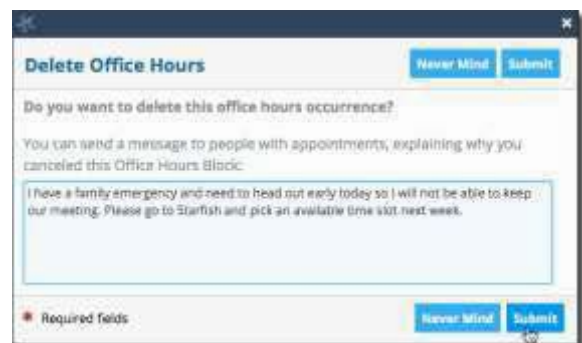 Delete Office Hours
Never Mind
Submit
Do you want to delete this office hours occurrence?
You can send a message to people with appointments, explaining why you
canceled this Office Hours Block:
I have a family emergency and need to head out early today so I will not be able to keep
our meeting. Please go to Starfish and pick an available time slot next week.
* Required fields
Never Mind
Submit